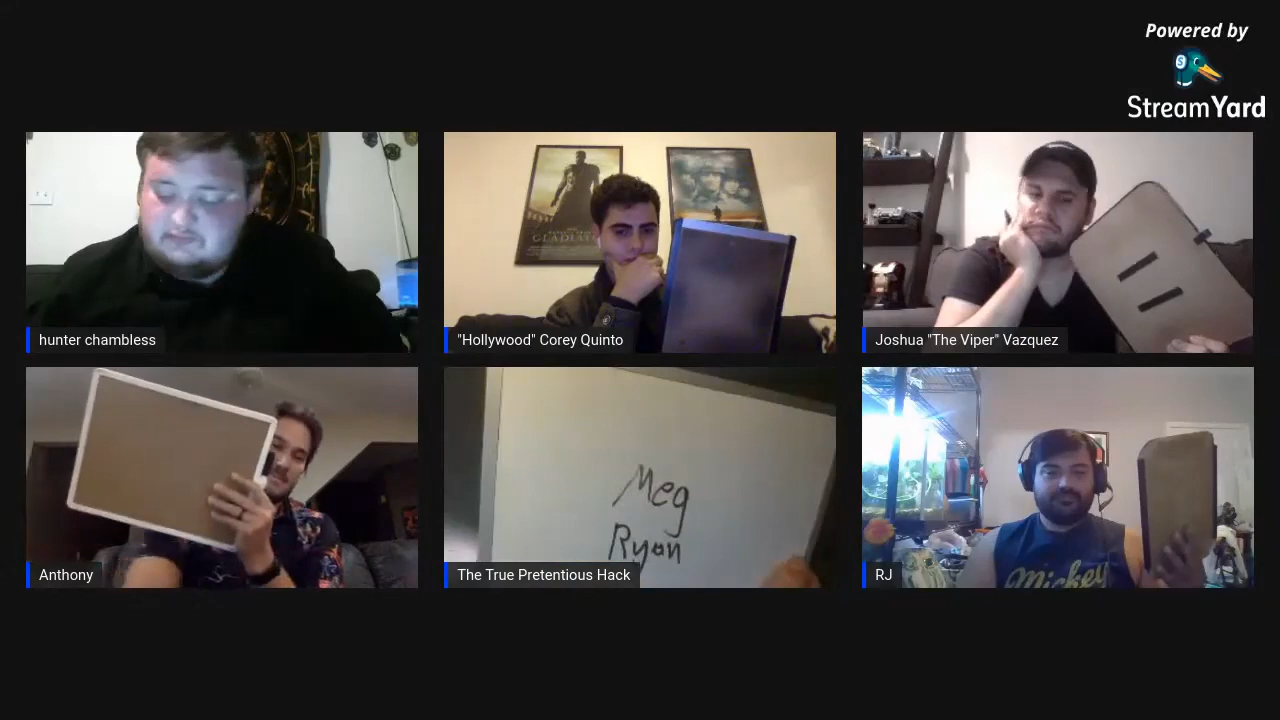 Powered by
StreamYard
hunter chambless
GLADIATOR
"Hollywood" Corey Quinto
Joshua "The Viper" Vazquez
Anthony
Meg
Ryan
The True Pretentious Hack
Mickey
RJ